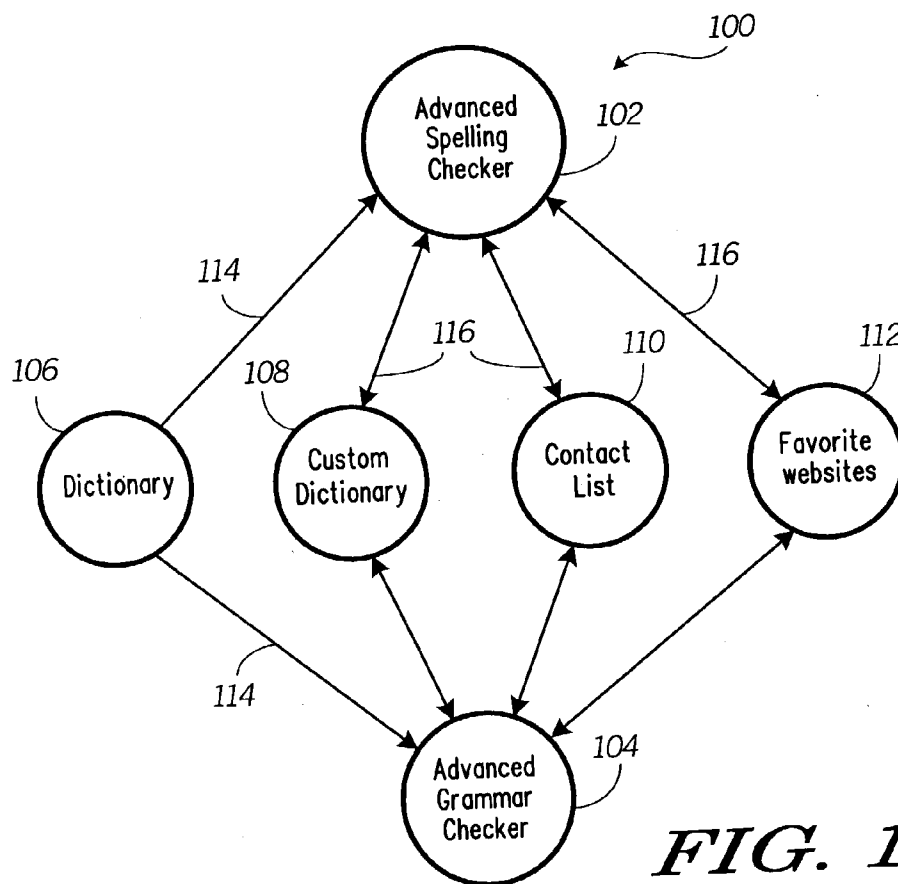 100
Advanced
Spelling
Checker
102
114
116
116
106
108
110
112
Dictionary
Custom
Dictionary
Contact
List
Favorite
websites
114
Advanced
Grammar
Checker
104
FIG. 1